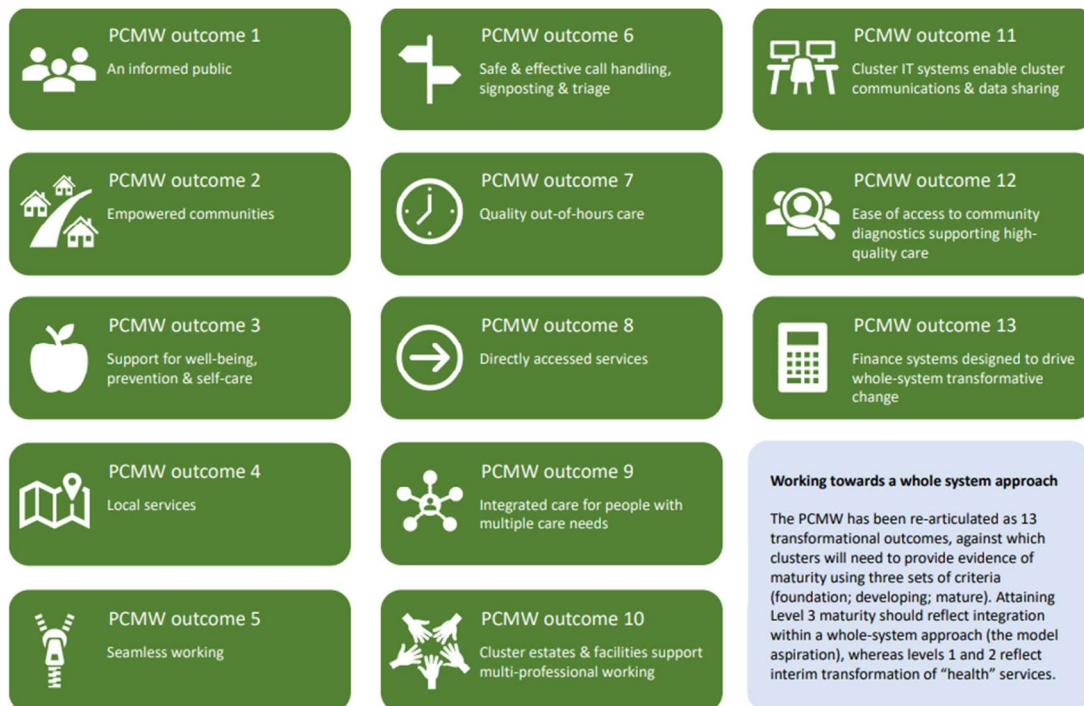 PCMW outcome 1
An informed public
PCMW outcome 2
Empowered communities
PCMW outcome 3
Support for well-being,
prevention & self-care
PCMW outcome 4
Local services
PCMW outcome 5
Seamless working
PCMW outcome 6
Safe & effective call handling,
signposting & triage
PCMW outcome 7
Quality out-of-hours care
PCMW outcome 8
Directly accessed services
PCMW outcome 9
Integrated care for people with
multiple care needs
PCMW outcome 10
Cluster estates & facilities support
multi-professional working
PCMW outcome 11
Cluster IT systems enable cluster
communications & data sharing
PCMW outcome 12
Ease of access to community
diagnostics supporting high-
quality care
PCMW outcome 13
Finance systems designed to drive
whole-system transformative
change
Working towards a whole system approach
The PCMW has been re-articulated as 13
transformational outcomes, against which
clusters will need to provide evidence of
maturity using three sets of criteria
(foundation; developing; mature). Attaining
Level 3 maturity should reflect integration
within a whole-system approach (the model
aspiration), whereas levels 1 and 2 reflect
interim transformation of “health” services.